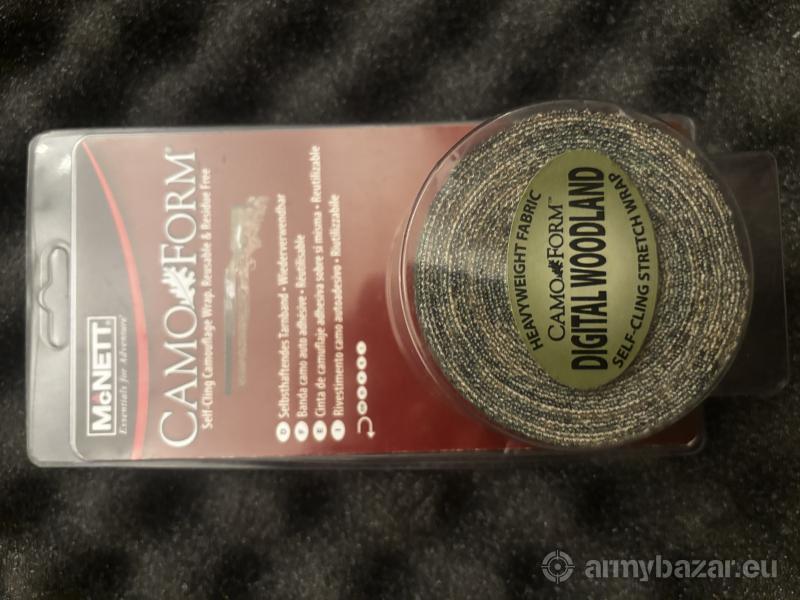 McNETT®
Essentials for Adventure®
CAMO FORM®
Self-Cling Camouflage Wrap. Reusable & Residue Free
D Selbsthaftendes Tarnband • Wiederverwendbar
F Banda camo auto adhésive • Réutilisable
E Cinta de camuflaje adhesiva sobre si misma • Reutilizable
I Rivestimento camo autoadesivo • Riutilizzabile
HEAVYWEIGHT FABRIC
CAMO FORM™
DIGITAL WOODLAND
SELF-CLING STRETCH WRAP
armybazar.eu